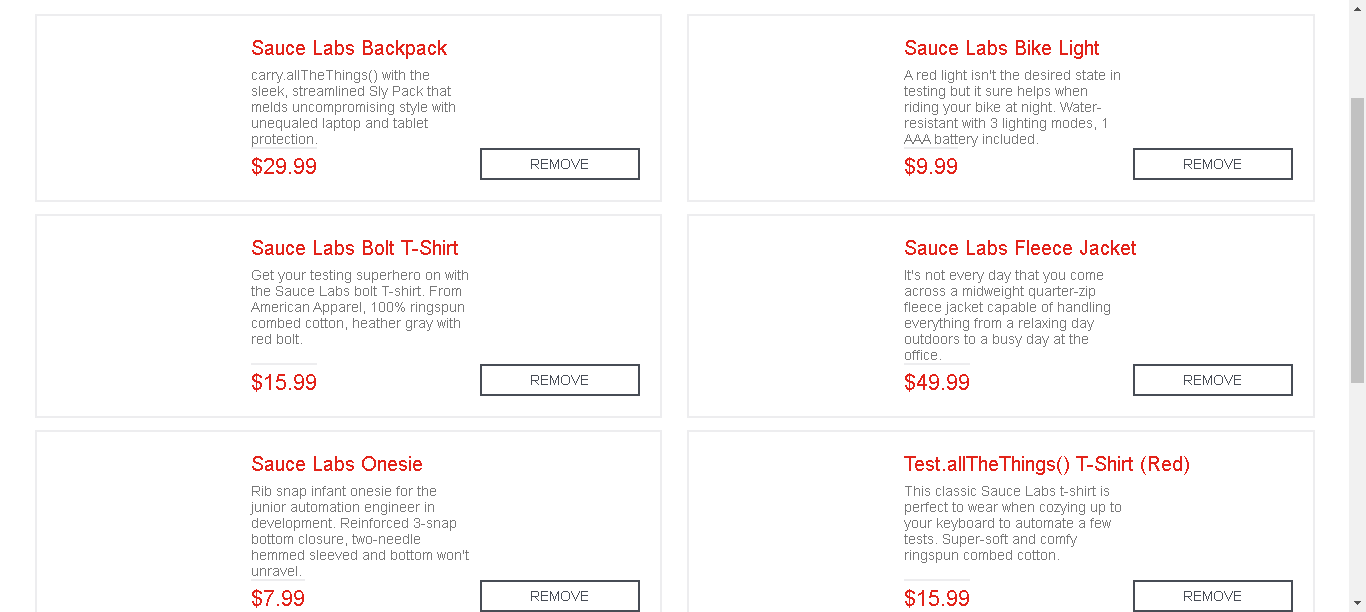 Sauce Labs Backpack
carry.allTheThings() with the
sleek, streamlined Sly Pack that
melds uncompromising style with
unequaled laptop and tablet
protection.
$29.99
REMOVE
Sauce Labs Bike Light
A red light isn't the desired state in
testing but it sure helps when
riding your bike at night. Water-
resistant with 3 lighting modes, 1
AAA battery included.
$9.99
REMOVE
Sauce Labs Bolt T-Shirt
Get your testing superhero on with
the Sauce Labs bolt T-shirt. From
American Apparel, 100% ringspun
combed cotton, heather gray with
red bolt.
$15.99
REMOVE
Sauce Labs Fleece Jacket
It's not every day that you come
across a midweight quarter-zip
fleece jacket capable of handling
everything from a relaxing day
outdoors to a busy day at the
office.
$49.99
REMOVE
Sauce Labs Onesie
Rib snap infant onesie for the
junior automation engineer in
development. Reinforced 3-snap
bottom closure, two-needle
hemmed sleeved and bottom won't
unravel.
$7.99
REMOVE
Test.allTheThings() T-Shirt (Red)
This classic Sauce Labs t-shirt is
perfect to wear when cozying up to
your keyboard to automate a few
tests. Super-soft and comfy
ringspun combed cotton.
$15.99
REMOVE